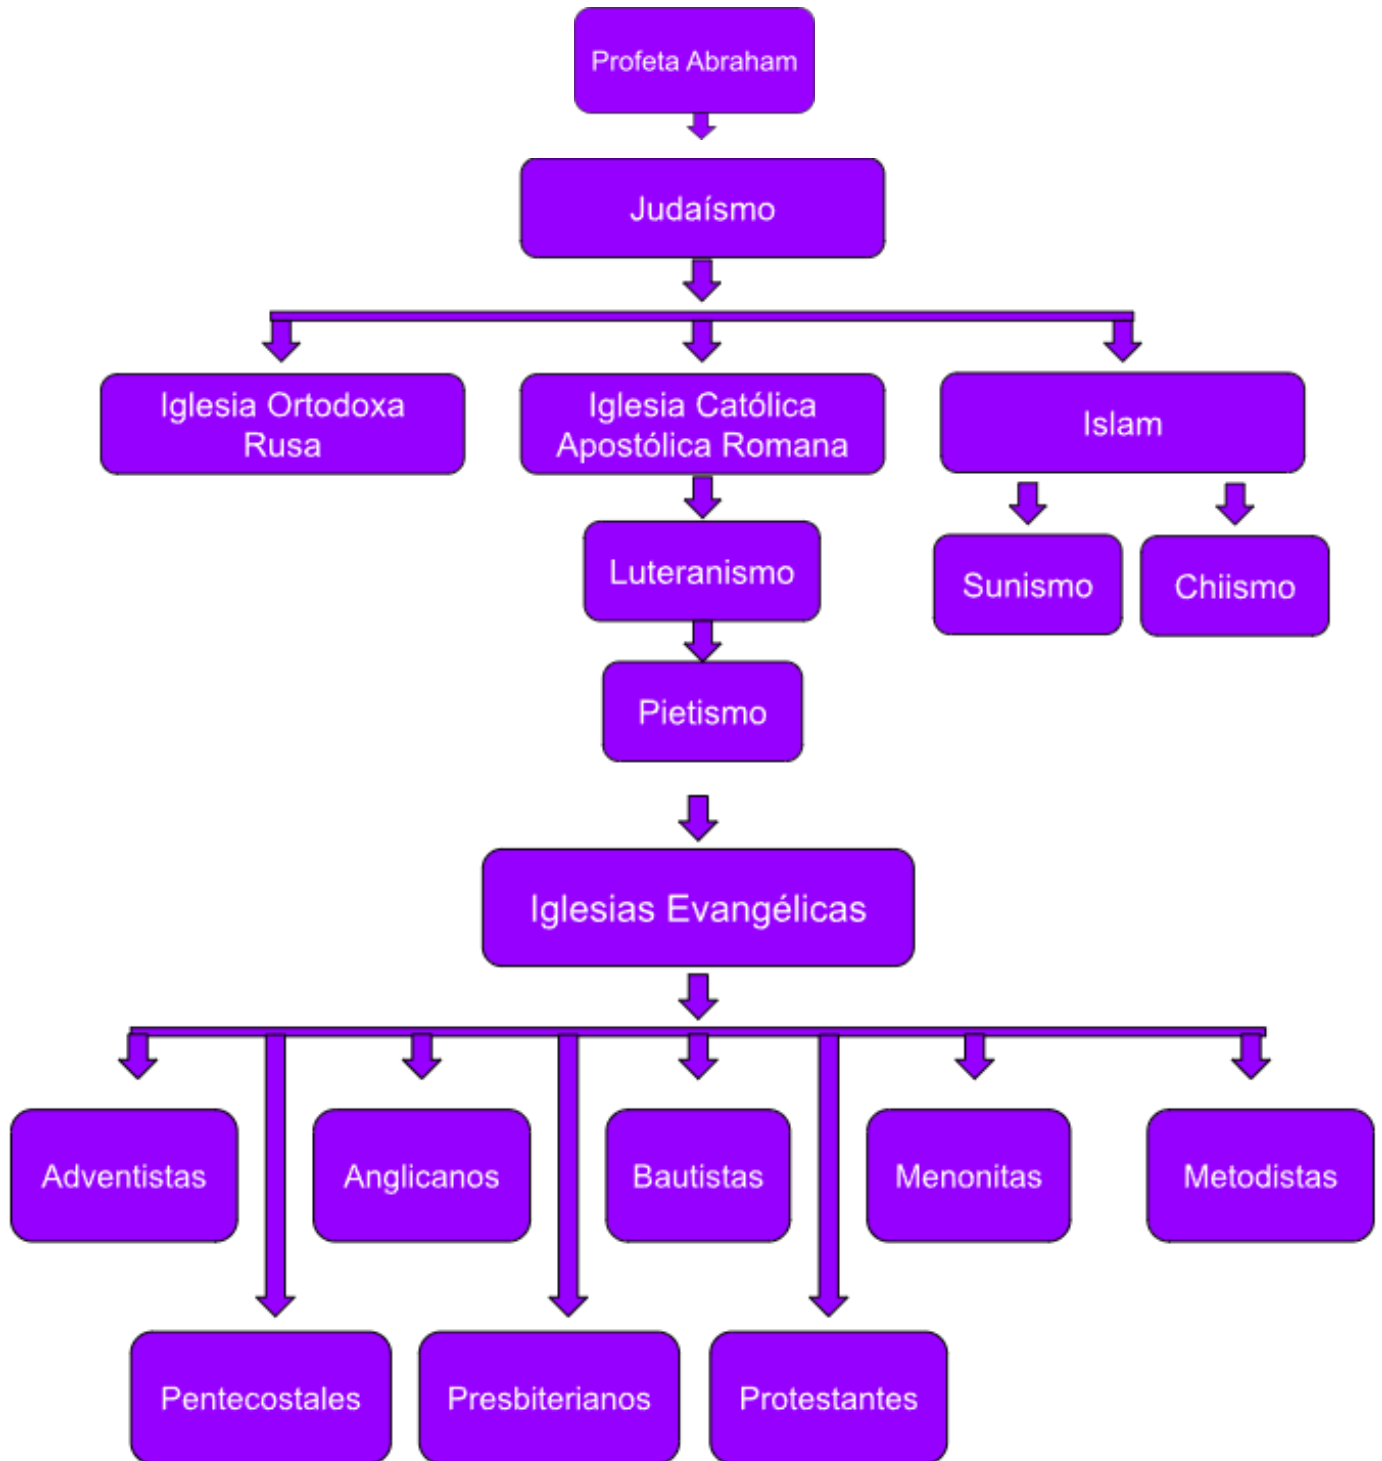 Profeta Abraham
Judaísmo
Iglesia Ortodoxa
Rusa
Iglesia Católica
Apostólica Romana
Islam
Luteranismo
Sunismo
Chiismo
Pietismo
Iglesias Evangélicas
Adventistas
Anglicanos
Bautistas
Menonitas
Metodistas
Pentecostales
Presbiterianos
Protestantes